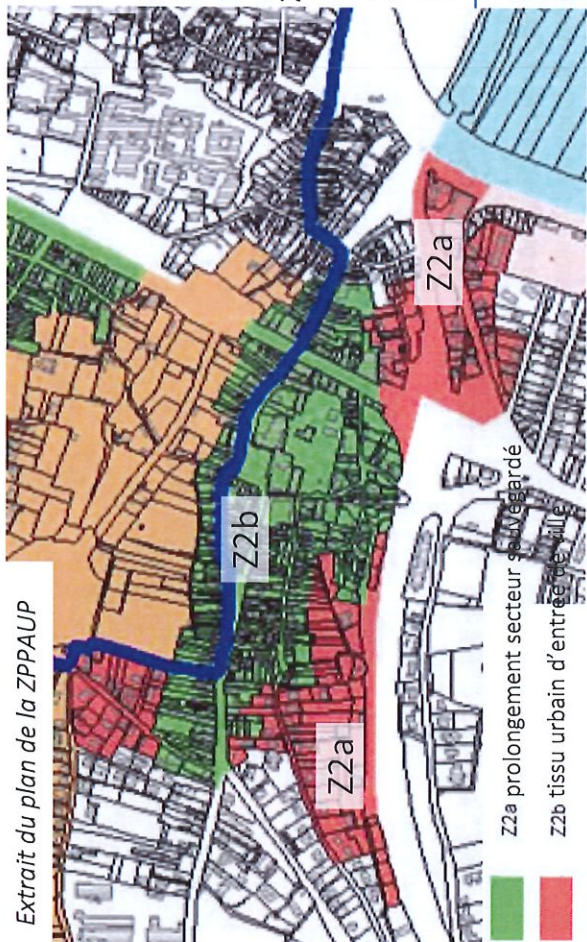 Extrait du plan de la ZPPAUP
Z2b
Z2a
Z2a
Z2a prolongement secteur sauvegardé
Z2b tissu urbain d'entrée de ville